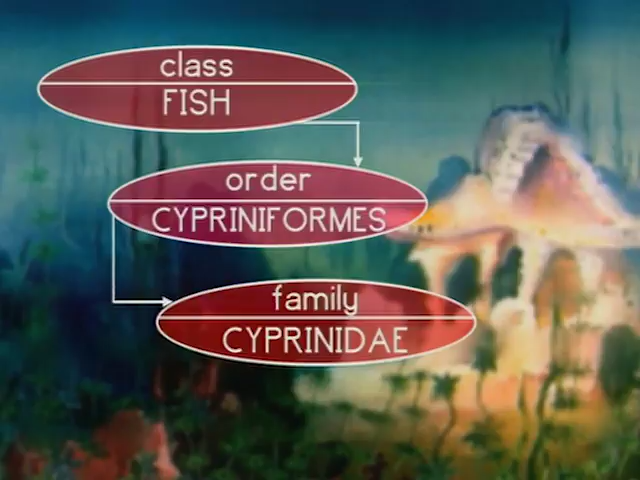 class
FISH
order
CYPRINIFORMES
family
CYPRINIDAE